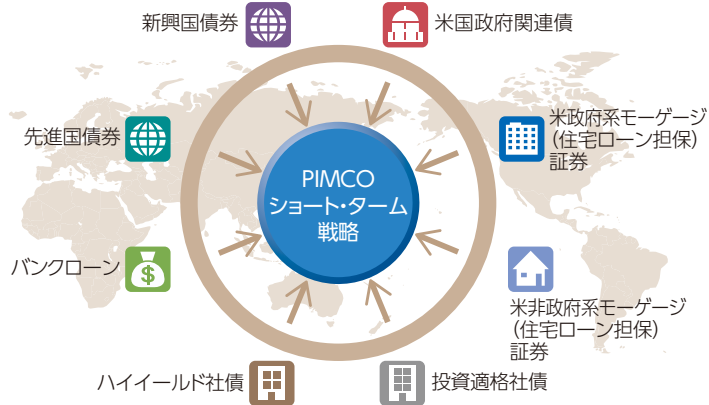 新興国債券
米国政府関連債
先進国債券
米政府系モーゲージ
(住宅ローン担保)
証券
PIMCO
ショート・ターム
戦略
バンクローン
$
米非政府系モーゲージ
(住宅ローン担保)
証券
ハイイールド社債
投資適格社債